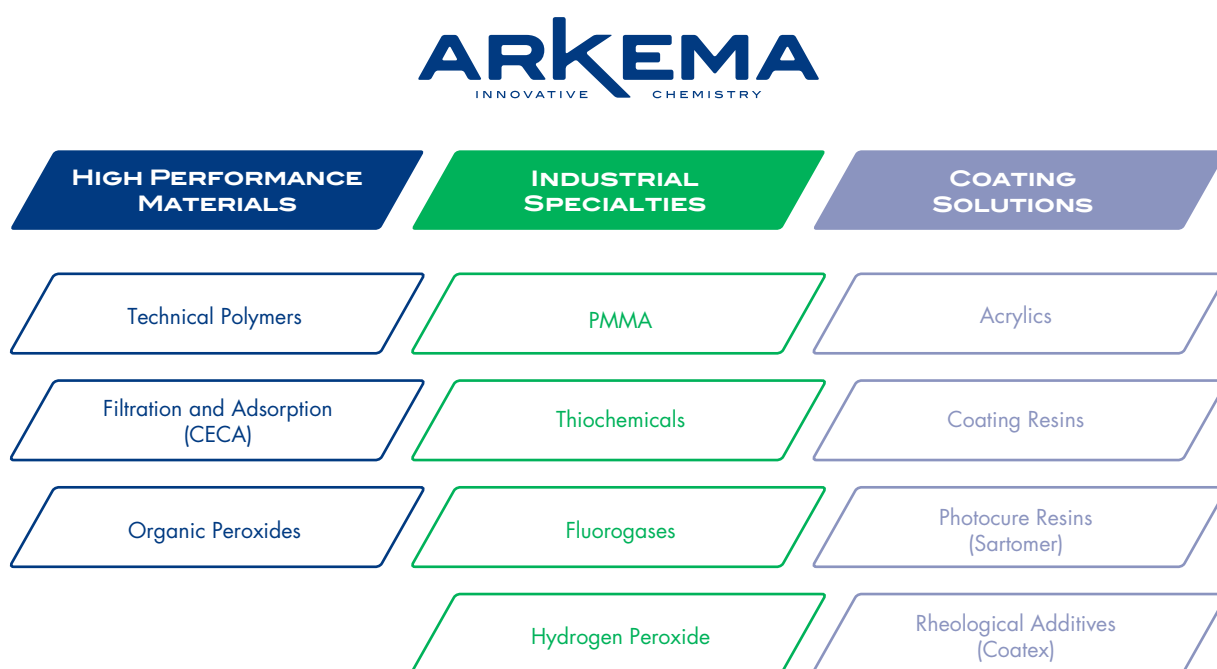 ARKEMA
INNOVATIVE CHEMISTRY
HIGH PERFORMANCE
MATERIALS
Technical Polymers
Filtration and Adsorption
(CECA)
Organic Peroxides
INDUSTRIAL
SPECIALTIES
PMMA
Thiochemicals
Fluorogases
Hydrogen Peroxide
COATING
SOLUTIONS
Acrylics
Coating Resins
Photocure Resins
(Sartomer)
Rheological Additives
(Coatex)